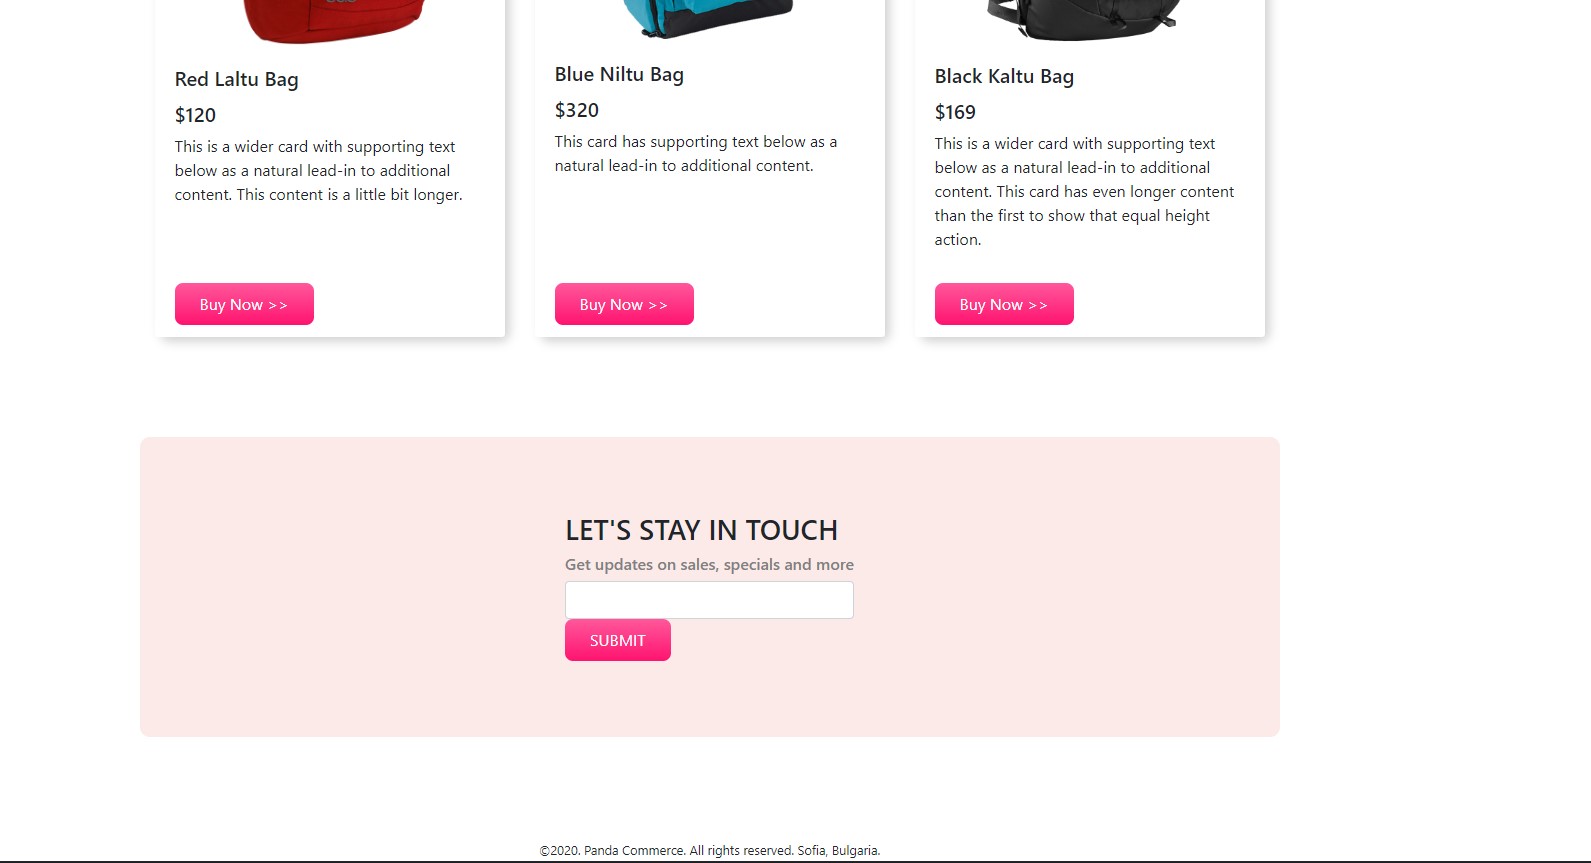 Red Laltu Bag
$120
This is a wider card with supporting text
below as a natural lead-in to additional
content. This content is a little bit longer.
Buy Now >>
Blue Niltu Bag
$320
This card has supporting text below as a
natural lead-in to additional content.
Buy Now >>
Black Kaltu Bag
$169
This is a wider card with supporting text
below as a natural lead-in to additional
content. This card has even longer content
than the first to show that equal height
action.
Buy Now >>
LET'S STAY IN TOUCH
Get updates on sales, specials and more
SUBMIT
©2020. Panda Commerce. All rights reserved. Sofia, Bulgaria.